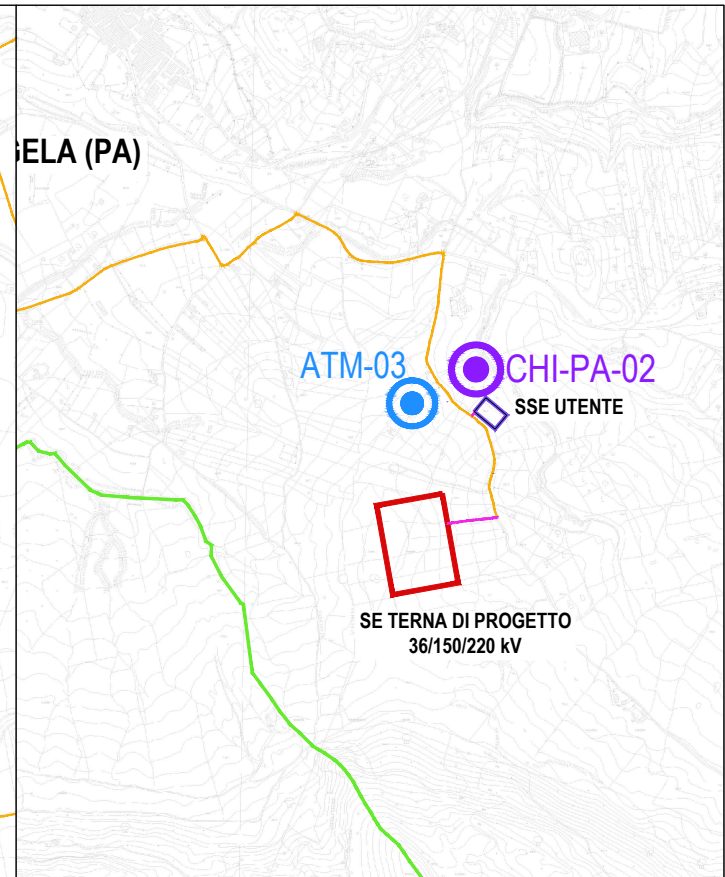 GELA (PA)
ATM-03
CHI-PA-02
SSE UTENTE
SE TERNA DI PROGETTO
36/150/220 kV